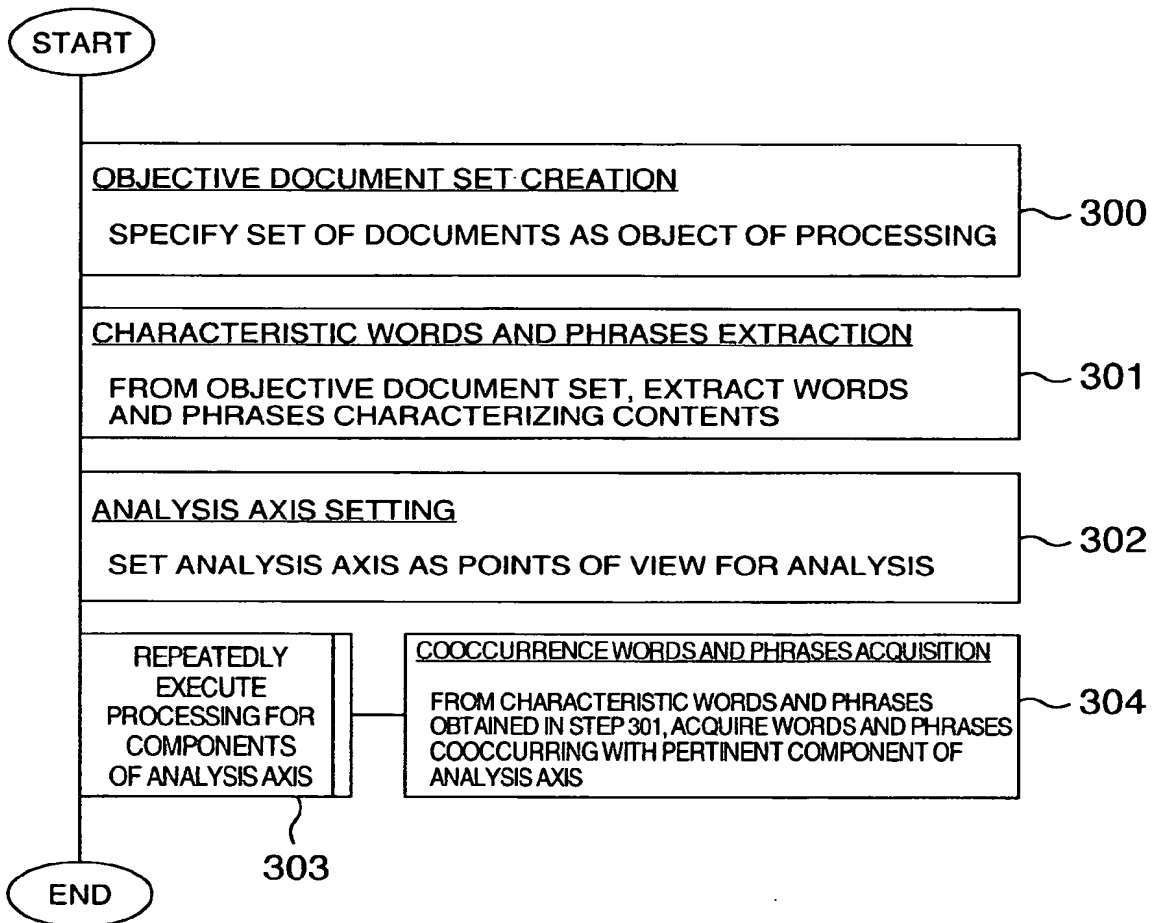 START
OBJECTIVE DOCUMENT SET CREATION
SPECIFY SET OF DOCUMENTS AS OBJECT OF PROCESSING
300
CHARACTERISTIC WORDS AND PHRASES EXTRACTION
FROM OBJECTIVE DOCUMENT SET, EXTRACT WORDS
AND PHRASES CHARACTERIZING CONTENTS
301
ANALYSIS AXIS SETTING
SET ANALYSIS AXIS AS POINTS OF VIEW FOR ANALYSIS
302
REPEATEDLY
EXECUTE
PROCESSING FOR
COMPONENTS
OF ANALYSIS AXIS
303
COOCCURRENCE WORDS AND PHRASES ACQUISITION
FROM CHARACTERISTIC WORDS AND PHRASES
OBTAINED IN STEP 301, ACQUIRE WORDS AND PHRASES
COOCCURRING WITH PERTINENT COMPONENT OF
ANALYSIS AXIS
304
END